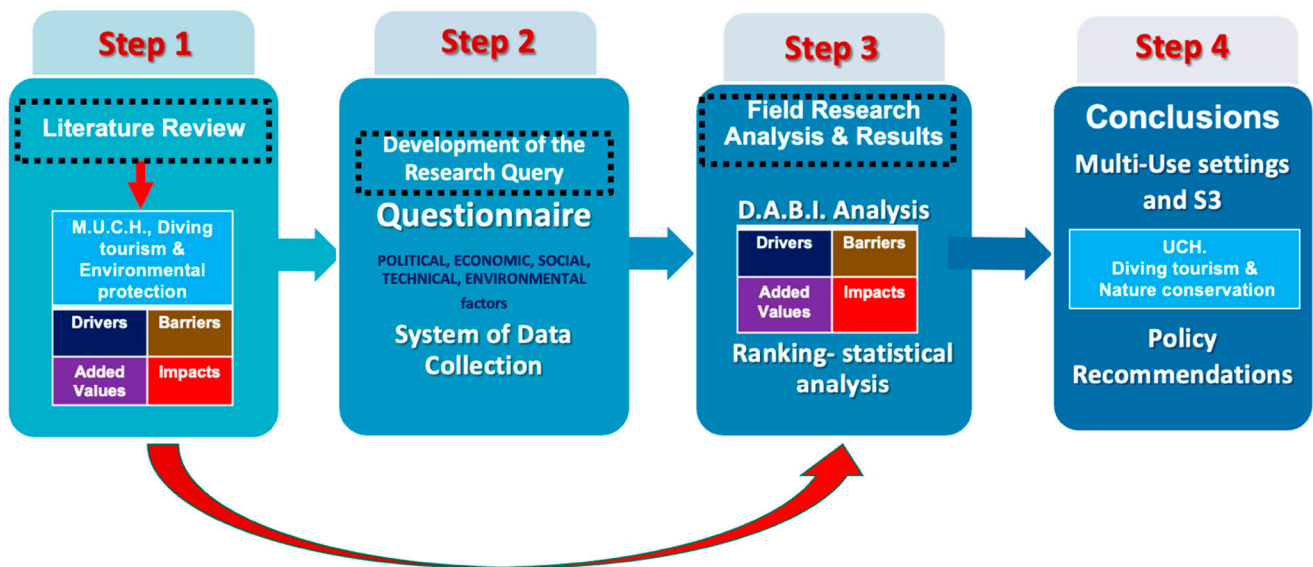 Step 1
Literature Review
M.U.C.H., Diving
tourism &
Environmental
protection
Drivers
Barriers
Added
Values
Impacts
Step 2
Development of the
Research Query
Questionnaire
POLITICAL, ECONOMIC, SOCIAL,
TECHNICAL, ENVIRONMENTAL
factors
System of Data
Collection
Step 3
Field Research
Analysis & Results
D.A.B.I. Analysis
Drivers
Barriers
Added
Values
Impacts
Ranking- statistical
analysis
Step 4
Conclusions
Multi-Use settings
and S3
UCH.
Diving tourism &
Nature conservation
Policy
Recommendations